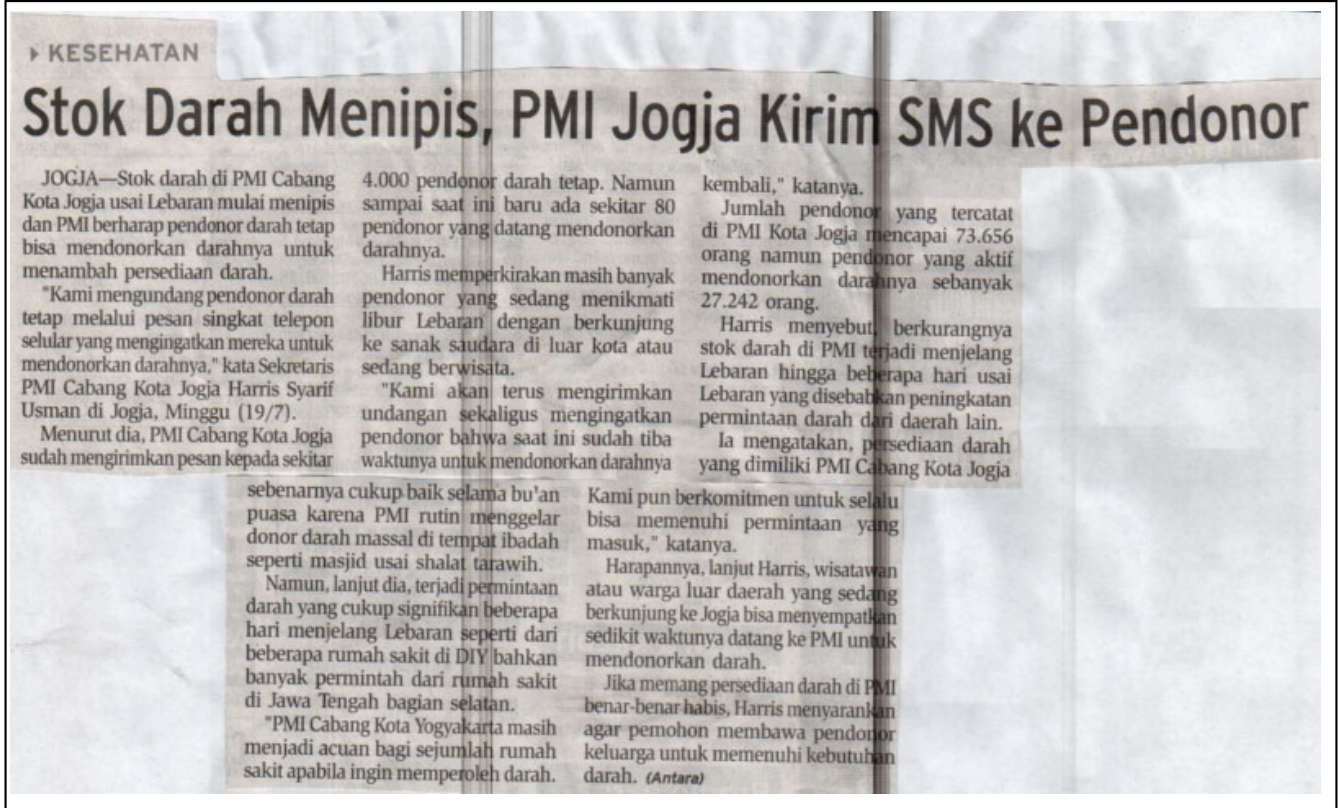 KESEHATAN
Stok Darah Menipis, PMI Jogja Kirim SMS ke Pendonor
JOGJA—Stok darah di PMI Cabang
Kota Jogja usai Lebaran mulai menipis
dan PMI berharap pendonor darah tetap
bisa mendonorkan darahnya untuk
menambah persediaan darah.
"Kami mengundang pendonor darah
tetap melalui pesan singkat telepon
selular yang mengingatkan mereka untuk
mendonorkan darahnya," kata Sekretaris
PMI Cabang Kota Jogja Harris Syarif
Usman di Jogja, Minggu (19/7).
Menurut dia, PMI Cabang Kota Jogja
sudah mengirimkan pesan kepada sekitar
4.000 pendonor darah tetap. Namun
sampai saat ini baru ada sekitar 80
pendonor yang datang mendonorkan
darahnya.
Harris memperkirakan masih banyak
pendonor yang sedang menikmati
libur Lebaran dengan berkunjung
ke sanak saudara di luar kota atau
sedang berwisata.
"Kami akan terus mengirimkan
undangan sekaligus mengingatkan
pendonor bahwa saat ini sudah tiba
waktunya untuk mendonorkan darahnya
kembali," katanya.
Jumlah pendonor yang tercatat
di PMI Kota Jogja mencapai 73.656
orang namun pendonor yang aktif
mendonorkan darahnya sebanyak
27.242 orang.
Harris menyebut, berkurangnya
stok darah di PMI terjadi menjelang
Lebaran hingga beberapa hari usai
Lebaran yang disebabkan peningkatan
permintaan darah dari daerah lain.
Ia mengatakan, persediaan darah
yang dimiliki PMI Cabang Kota Jogja
sebenarnya cukup baik selama bu'an
puasa karena PMI rutin menggelar
donor darah massal di tempat ibadah
seperti masjid usai shalat tarawih.
Namun, lanjut dia, terjadi permintaan
darah yang cukup signifikan beberapa
hari menjelang Lebaran seperti dari
beberapa rumah sakit di DIY bahkan
banyak permintah dari rumah sakit
di Jawa Tengah bagian selatan.
"PMI Cabang Kota Yogyakarta masih
menjadi acuan bagi sejumlah rumah
sakit apabila ingin memperoleh darah.
Kami pun berkomitmen untuk selalu
bisa memenuhi permintaan yang
masuk," katanya.
Harapannya, lanjut Harris, wisatawan
atau warga luar daerah yang sedang
berkunjung ke Jogja bisa menyempatkan
sedikit waktunya datang ke PMI untuk
mendonorkan darah.
Jika memang persediaan darah di PMI
benar-benar habis, Harris menyarankan
agar pemohon membawa pendonor
keluarga untuk memenuhi kebutuhan
darah. (Antara)